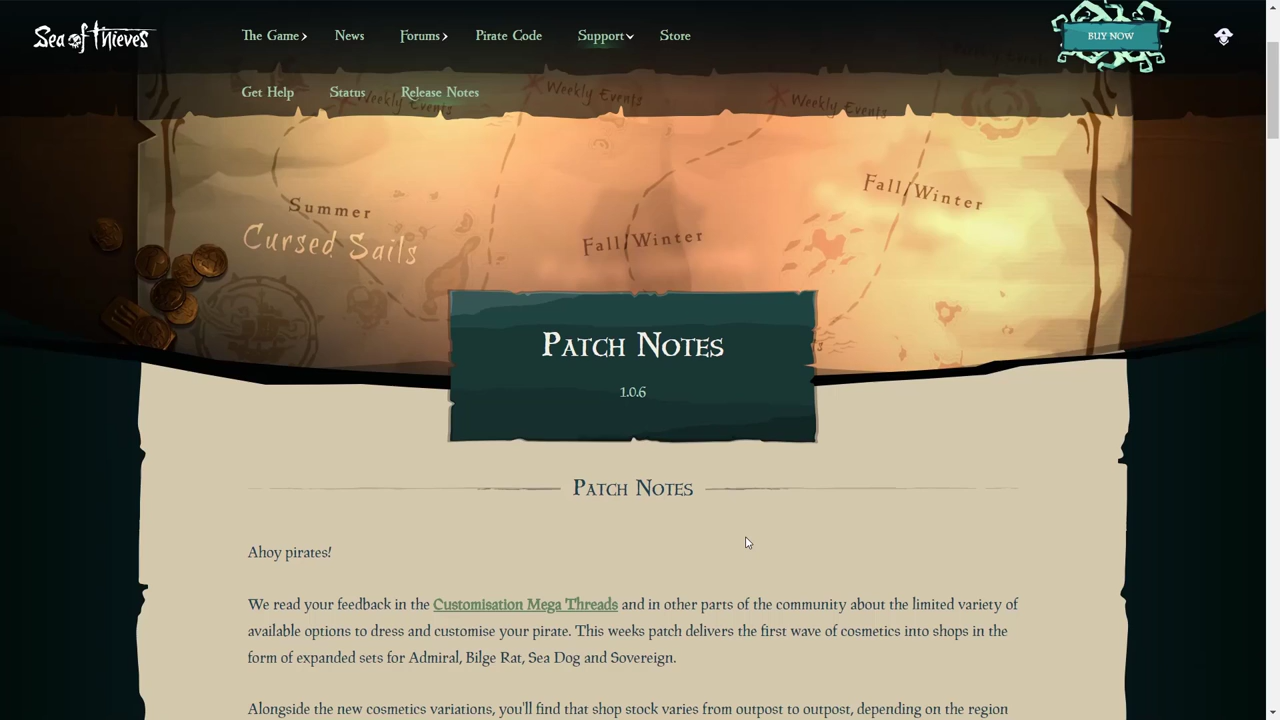 Sea of Thieves
The Game
News
Forums
Pirate Code
Support
Store
BUY NOW
Get Help
Status
Release Notes
Weekly Events
Weekly Events
Weekly Events
Summer
Cursed Sails
Fall/Winter
Fall/Winter
Patch Notes
1.0.6
Patch Notes
Ahoy pirates!
We read your feedback in the Customisation Mega Threads and in other parts of the community about the limited variety of
available options to dress and customise your pirate. This weeks patch delivers the first wave of cosmetics into shops in the
form of expanded sets for Admiral, Bilge Rat, Sea Dog and Sovereign.
Alongside the new cosmetics variations, you'll find that shop stock varies from outpost to outpost, depending on the region